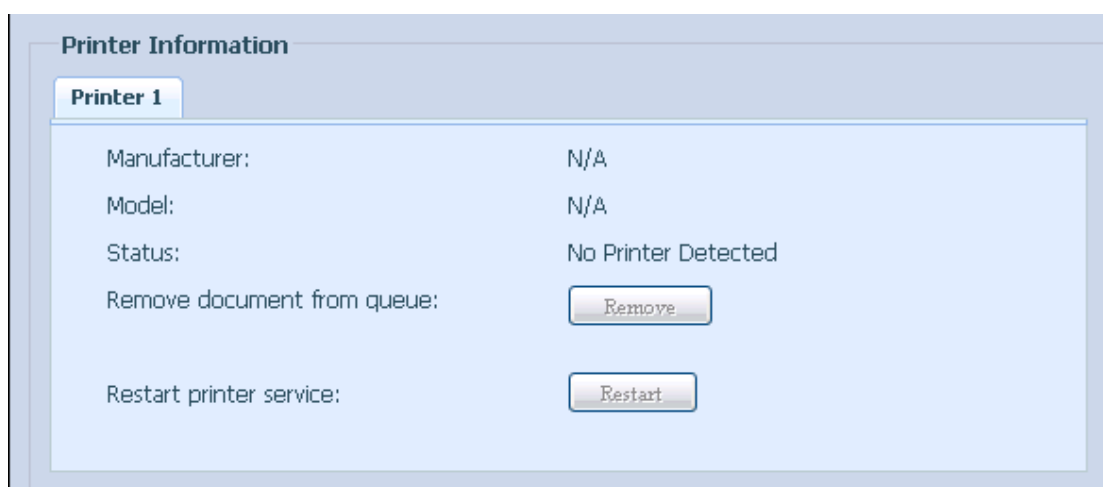 Printer Information
Printer 1
Manufacturer: N/A
Model: N/A
Status: No Printer Detected
Remove document from queue: Remove
Restart printer service: Restart